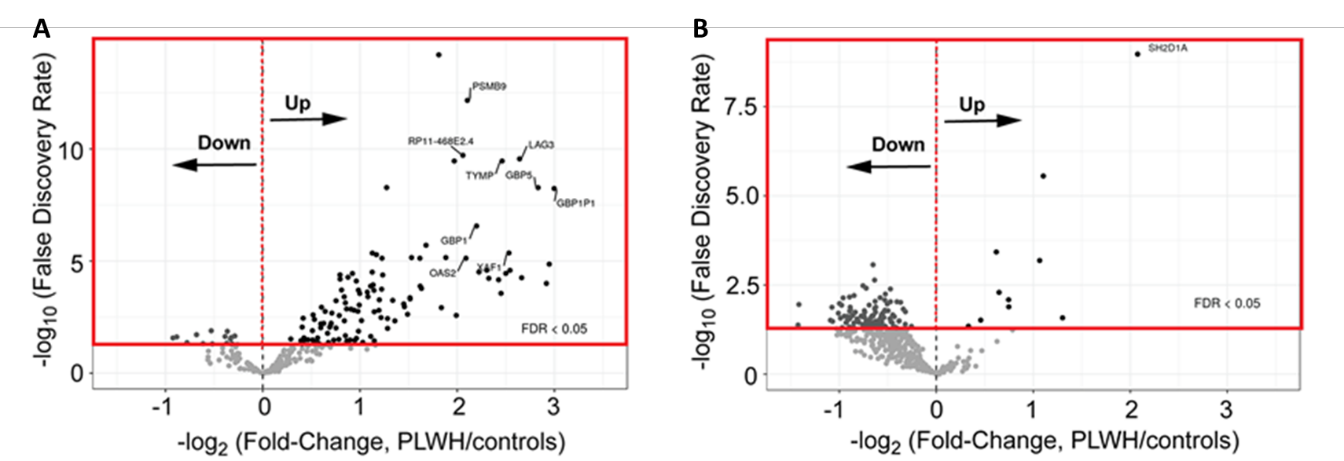 A
-log10 (False Discovery Rate)
10
5
0
Down
Up
PSMB9
RP11-468E2.4
LAG3
TYMP
GBP5
GBP1P1
GBP1
OAS2
XAF1
FDR < 0.05
-1
0
1
2
3
-log2 (Fold-Change, PLWH/controls)
B
-log10 (False Discovery Rate)
7.5
5.0
2.5
0
Down
Up
SH2D1A
FDR < 0.05
-1
0
1
2
3
-log2 (Fold-Change, PLWH/controls)